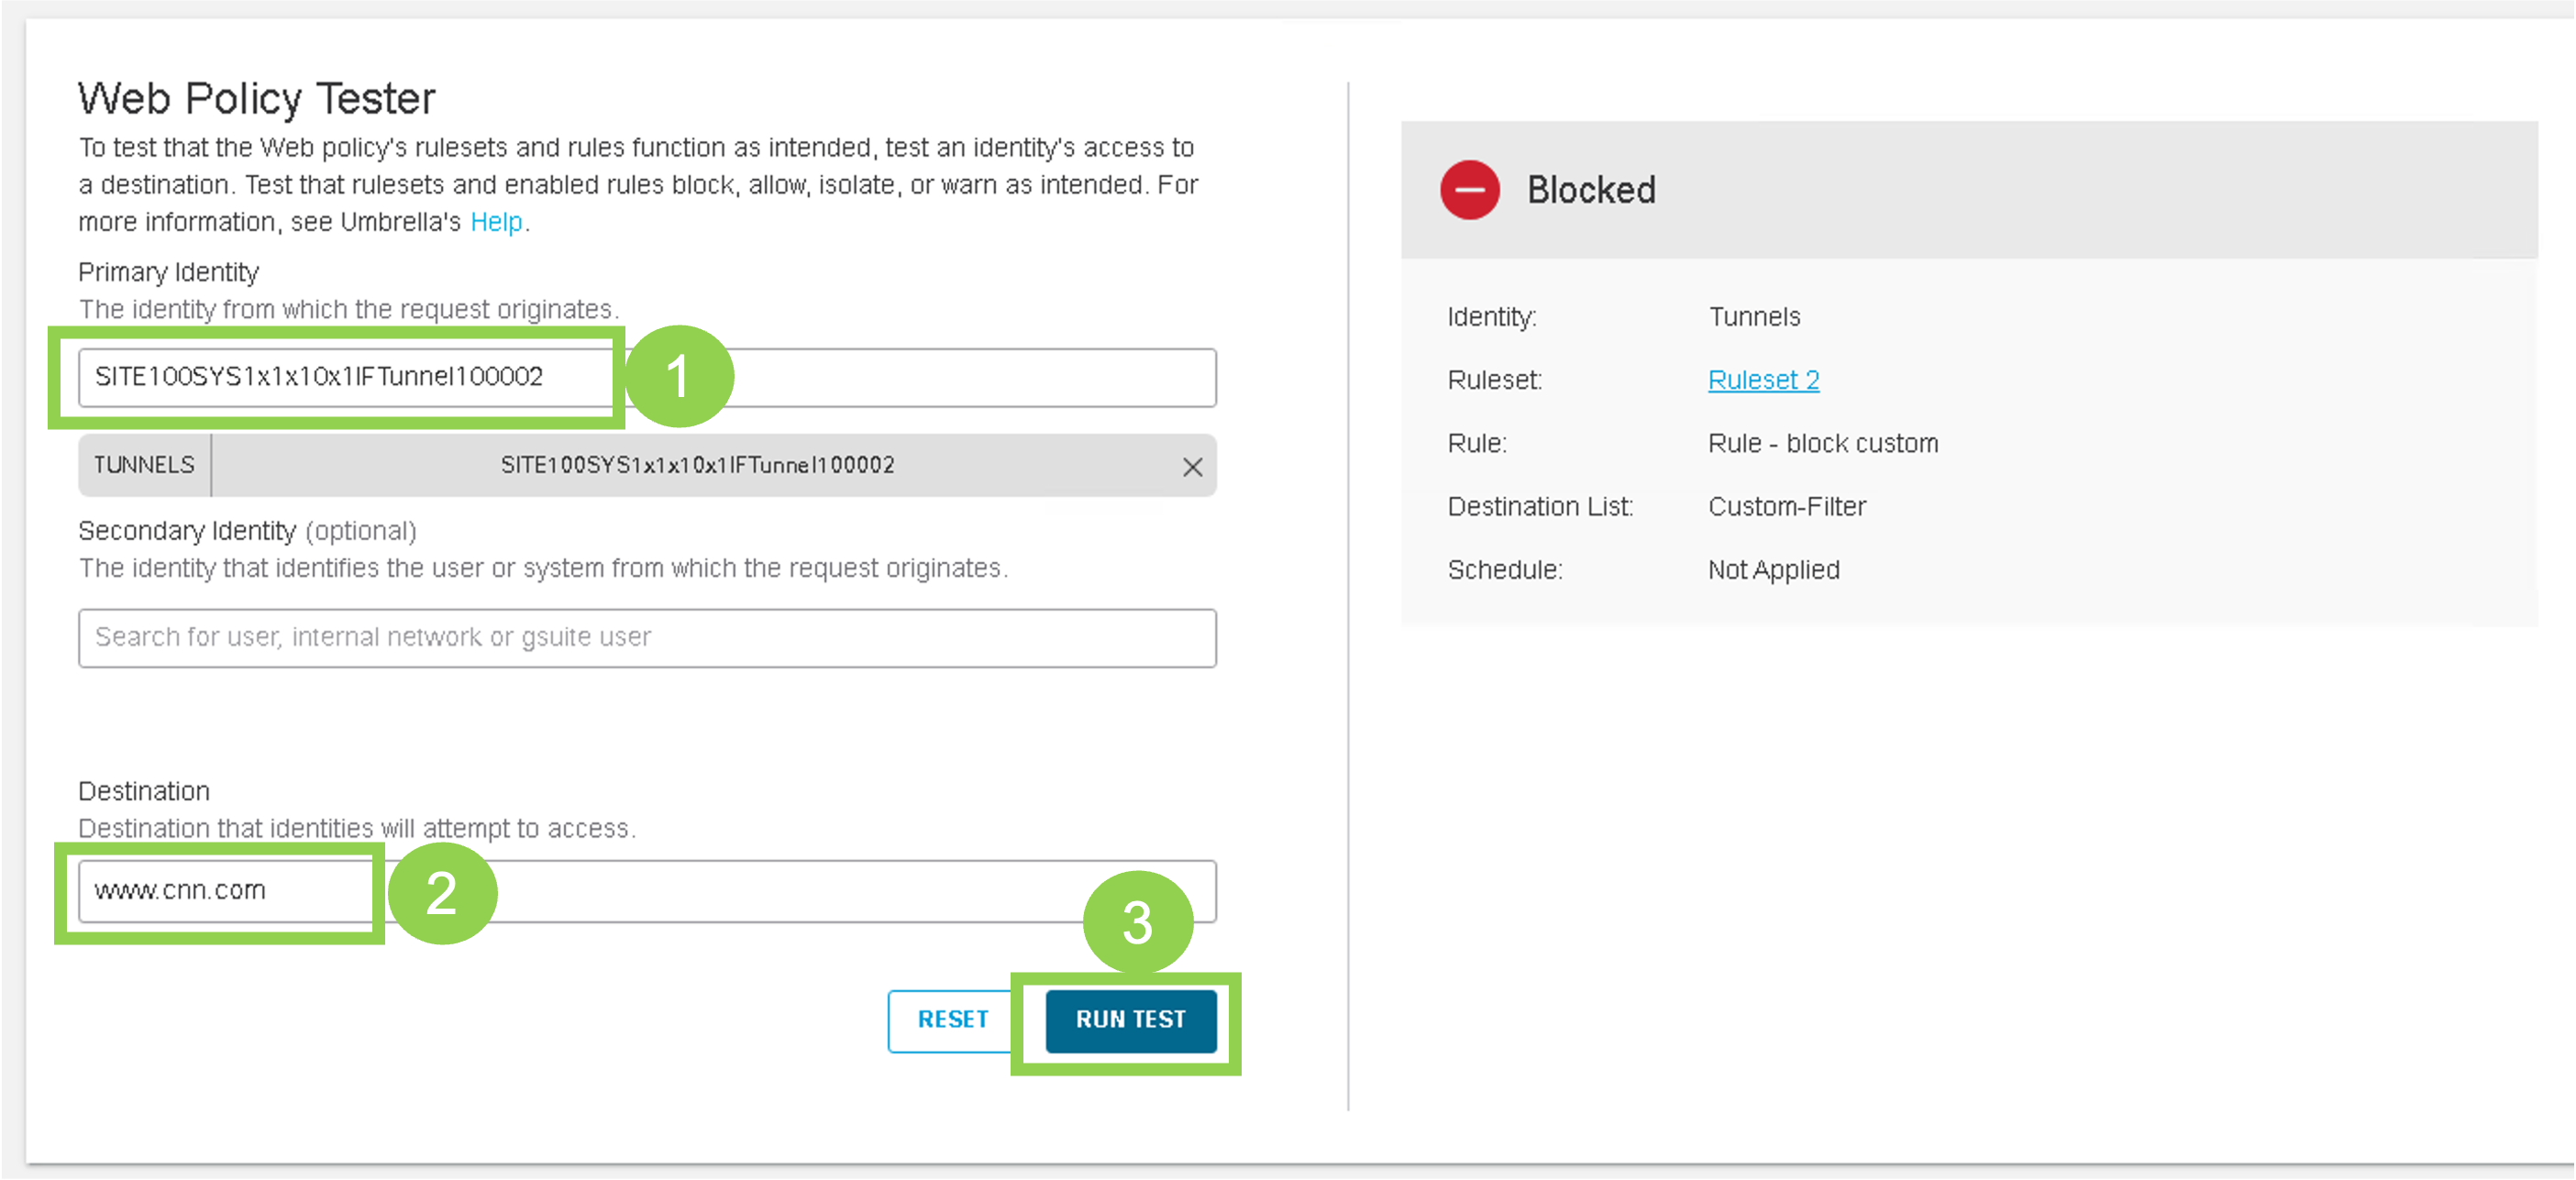 Web Policy Tester
To test that the Web policy's rulesets and rules function as intended, test an identity's access to
a destination. Test that rulesets and enabled rules block, allow, isolate, or warn as intended. For
more information, see Umbrella's Help.
Primary Identity
The identity from which the request originates.
SITE100SYS1x1x10x1IFTunnel100002
1
TUNNELS SITE100SYS1x1x10x1IFTunnel100002
Secondary Identity (optional)
The identity that identifies the user or system from which the request originates.
Search for user, internal network or gsuite user
Destination
Destination that identities will attempt to access.
www.cnn.com
2
3
RESET RUN TEST
Blocked
Identity: Tunnels
Ruleset: Ruleset 2
Rule: Rule - block custom
Destination List: Custom-Filter
Schedule: Not Applied